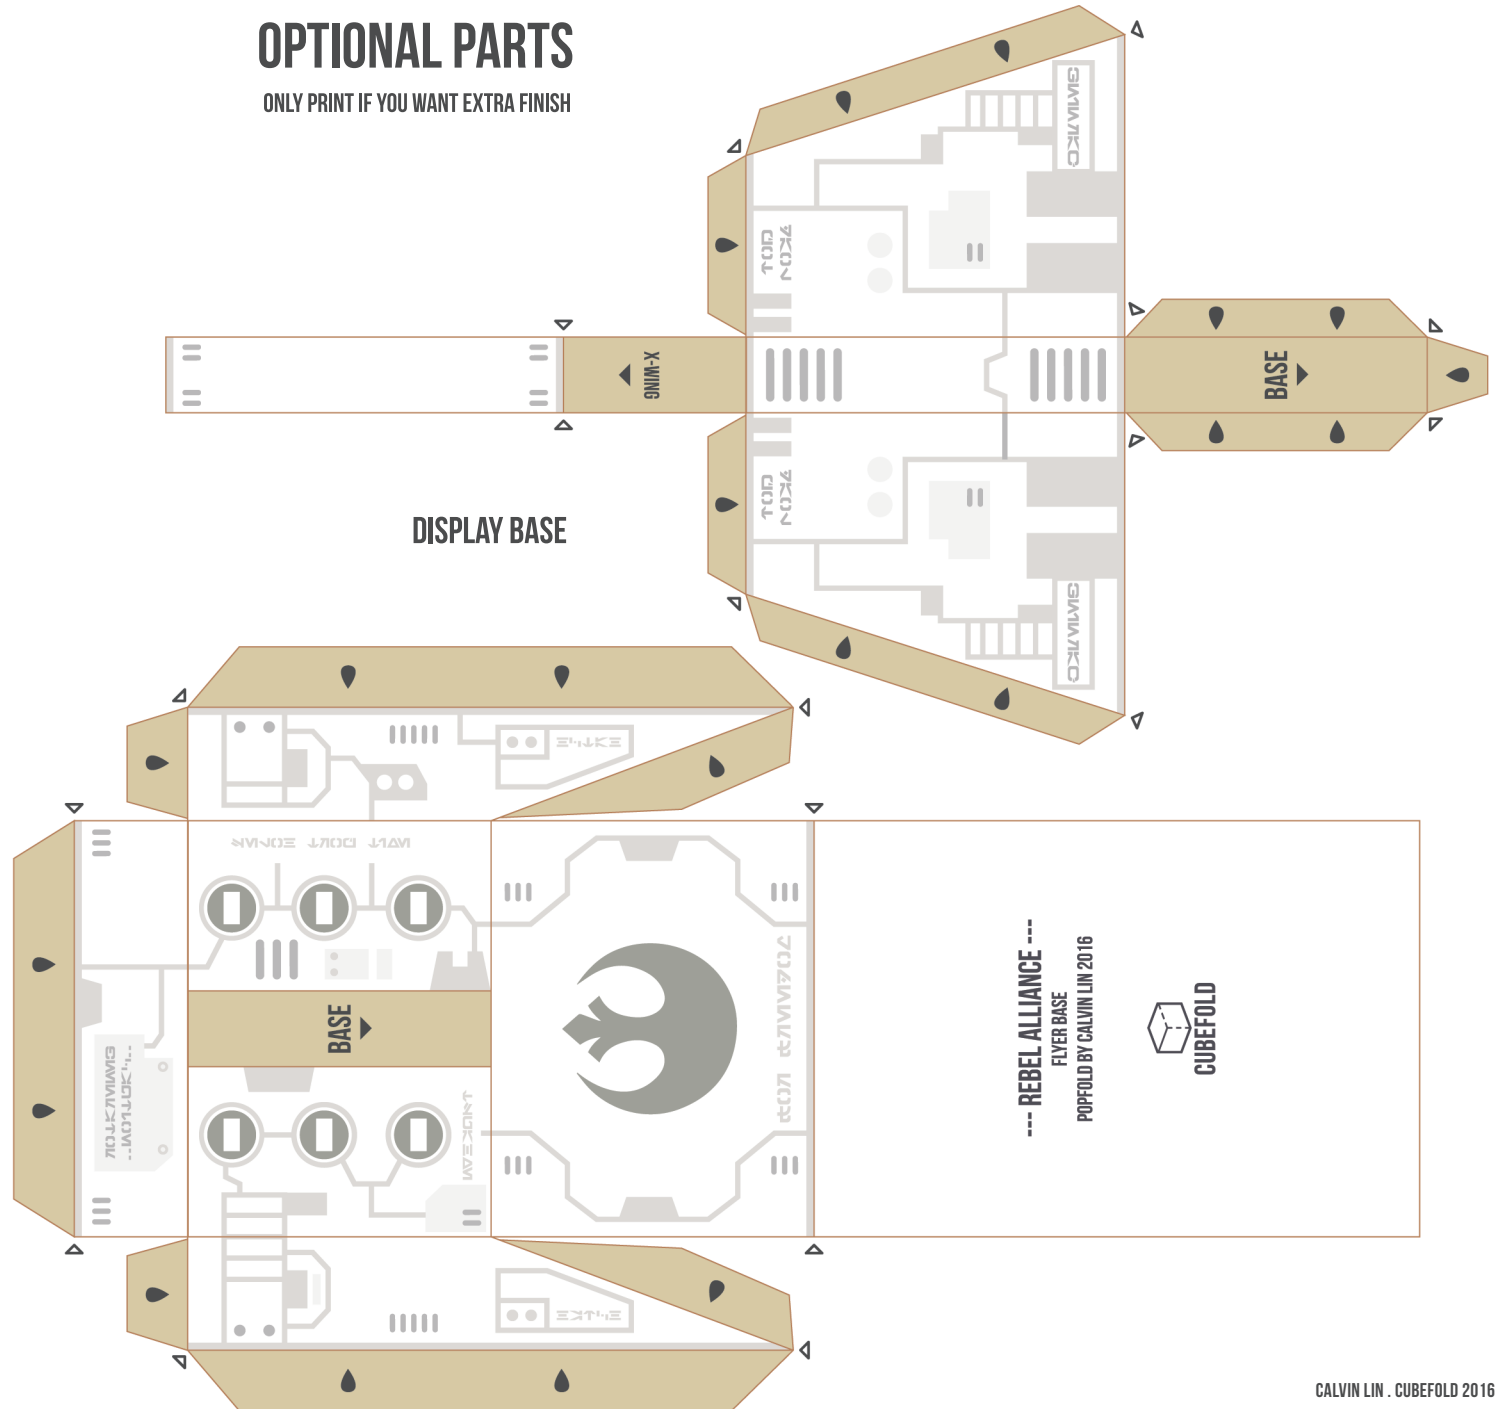 OPTIONAL PARTS
ONLY PRINT IF YOU WANT EXTRA FINISH
X-WING
BASE
DISPLAY BASE
BASE
---- REBEL ALLIANCE ----
FLYER BASE
POPFOLD BY CALVIN LIN 2016
CUBEFOLD
CALVIN LIN . CUBEFOLD 2016